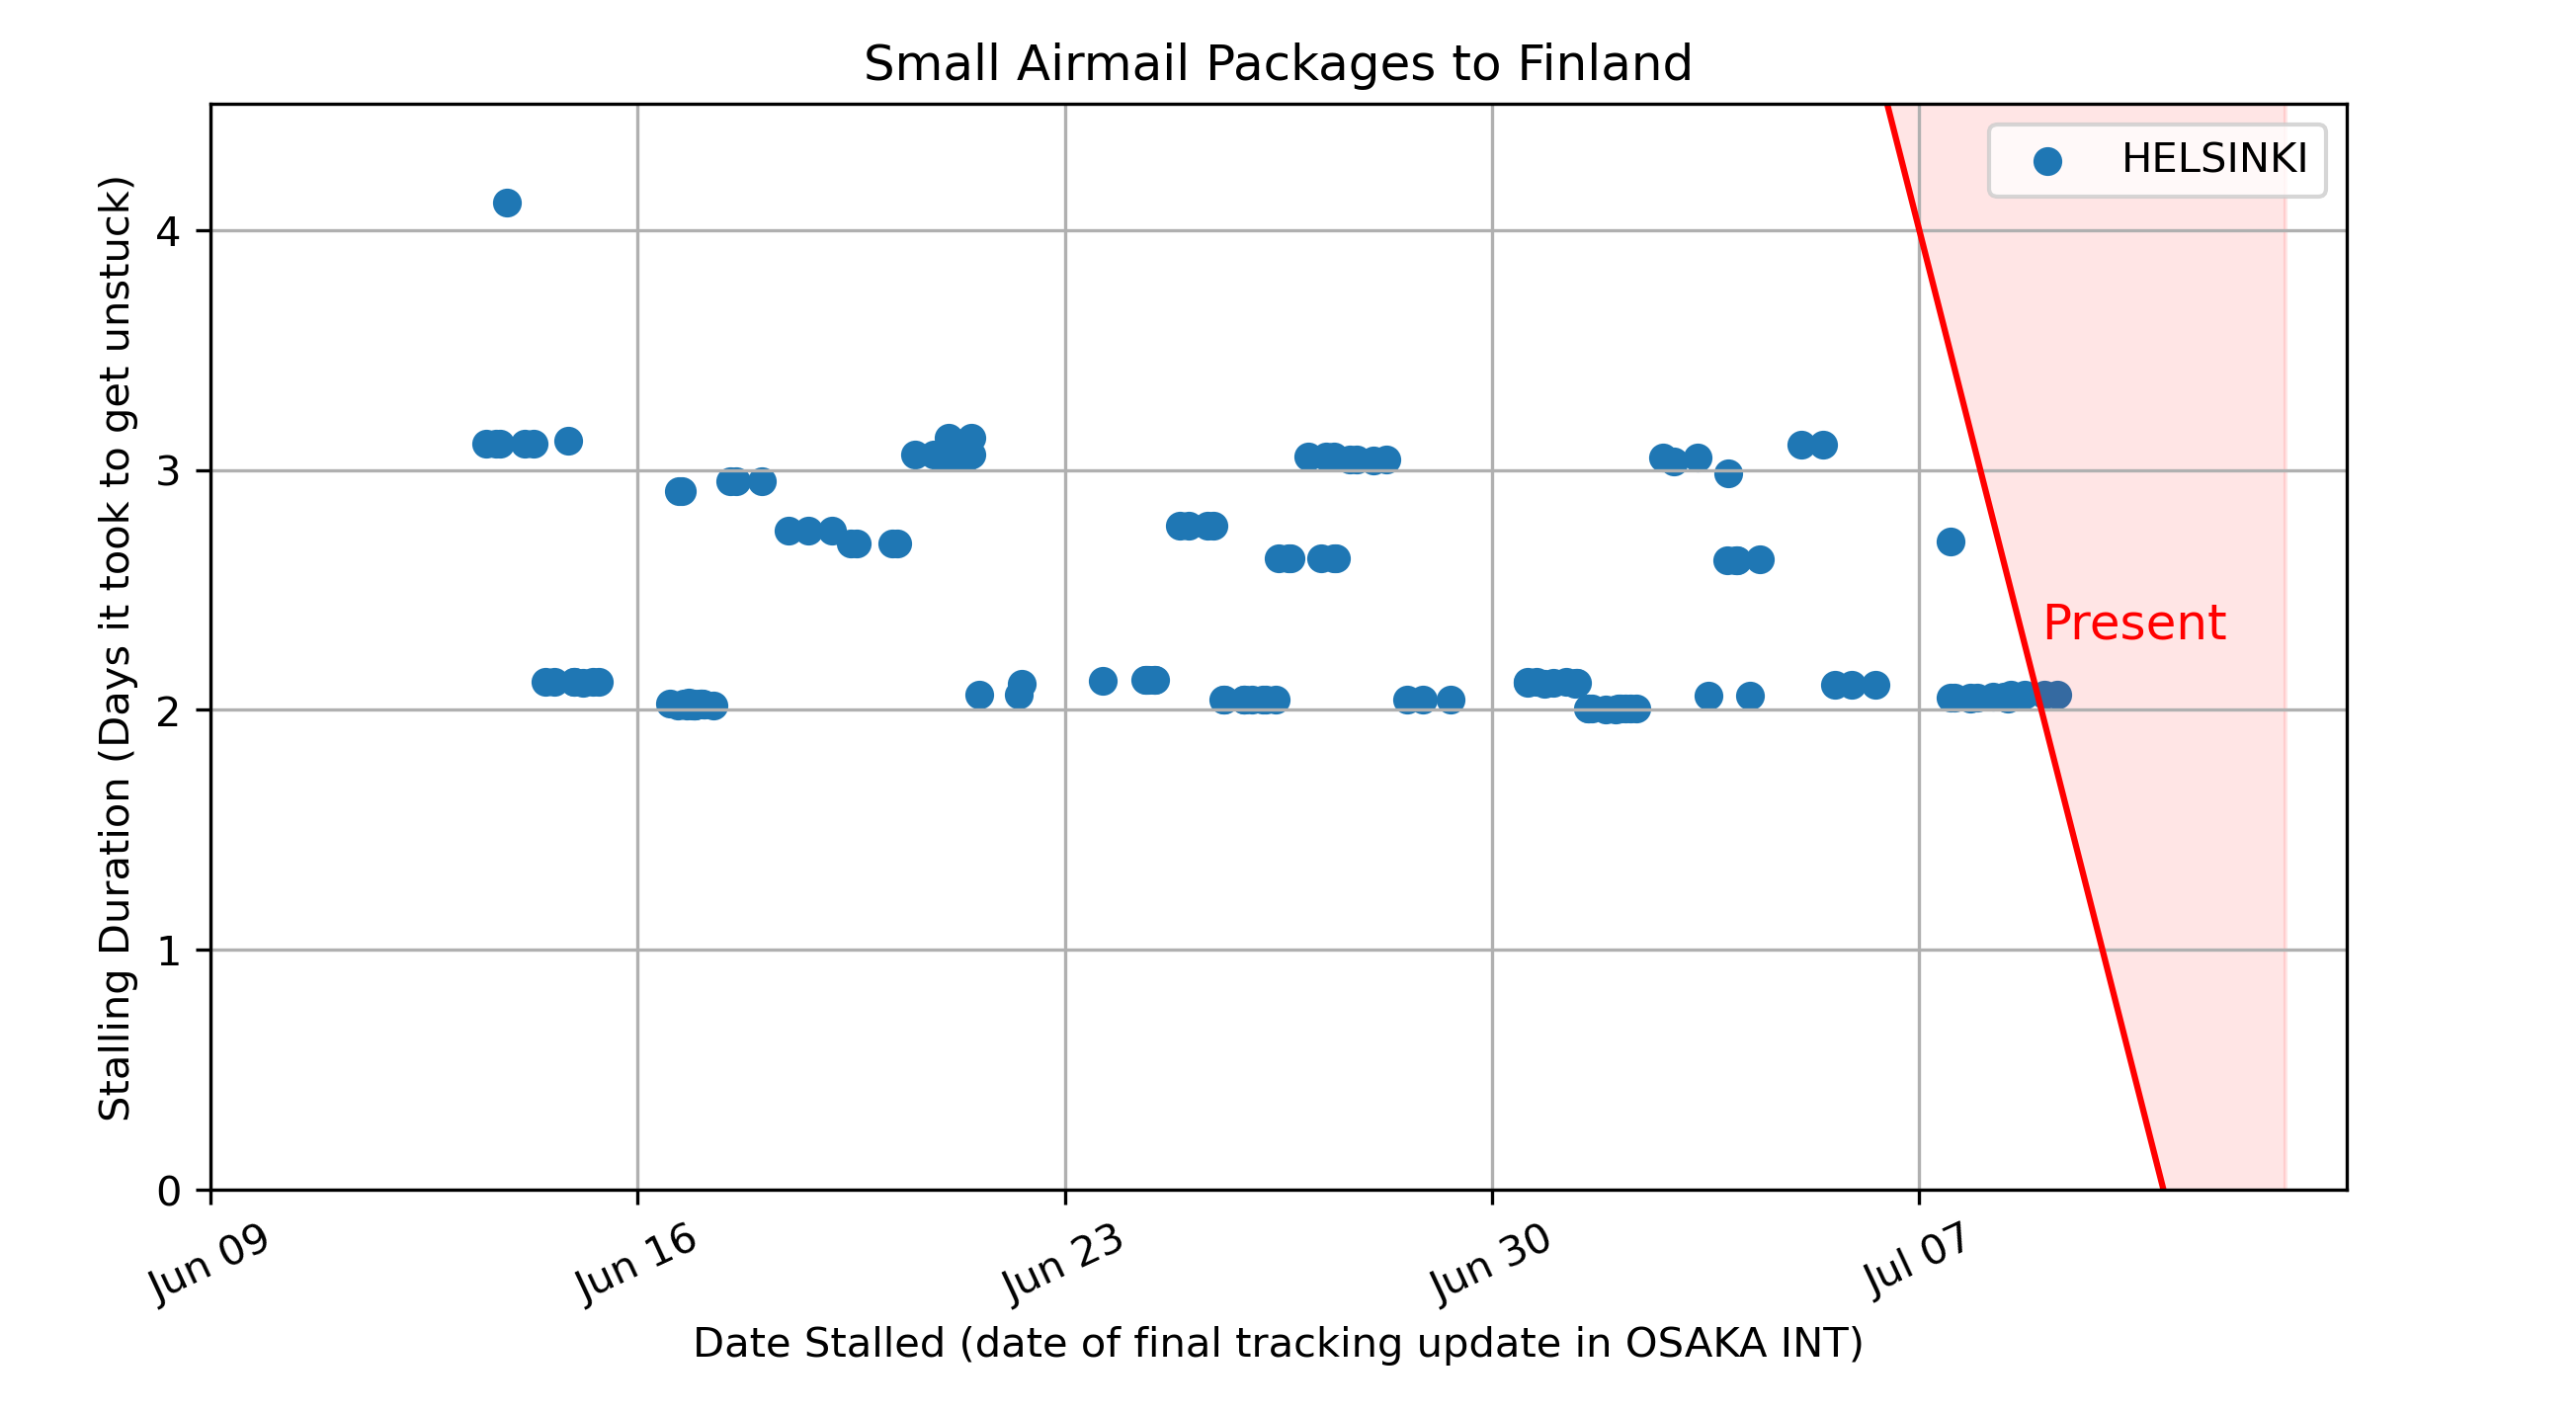 Small Airmail Packages to Finland
HELSINKI
Stalling Duration (Days it took to get unstuck)
4
3
2
1
0
Present
Jun 09
Jun 16
Jun 23
Jun 30
Jul 07
Date Stalled (date of final tracking update in OSAKA INT)